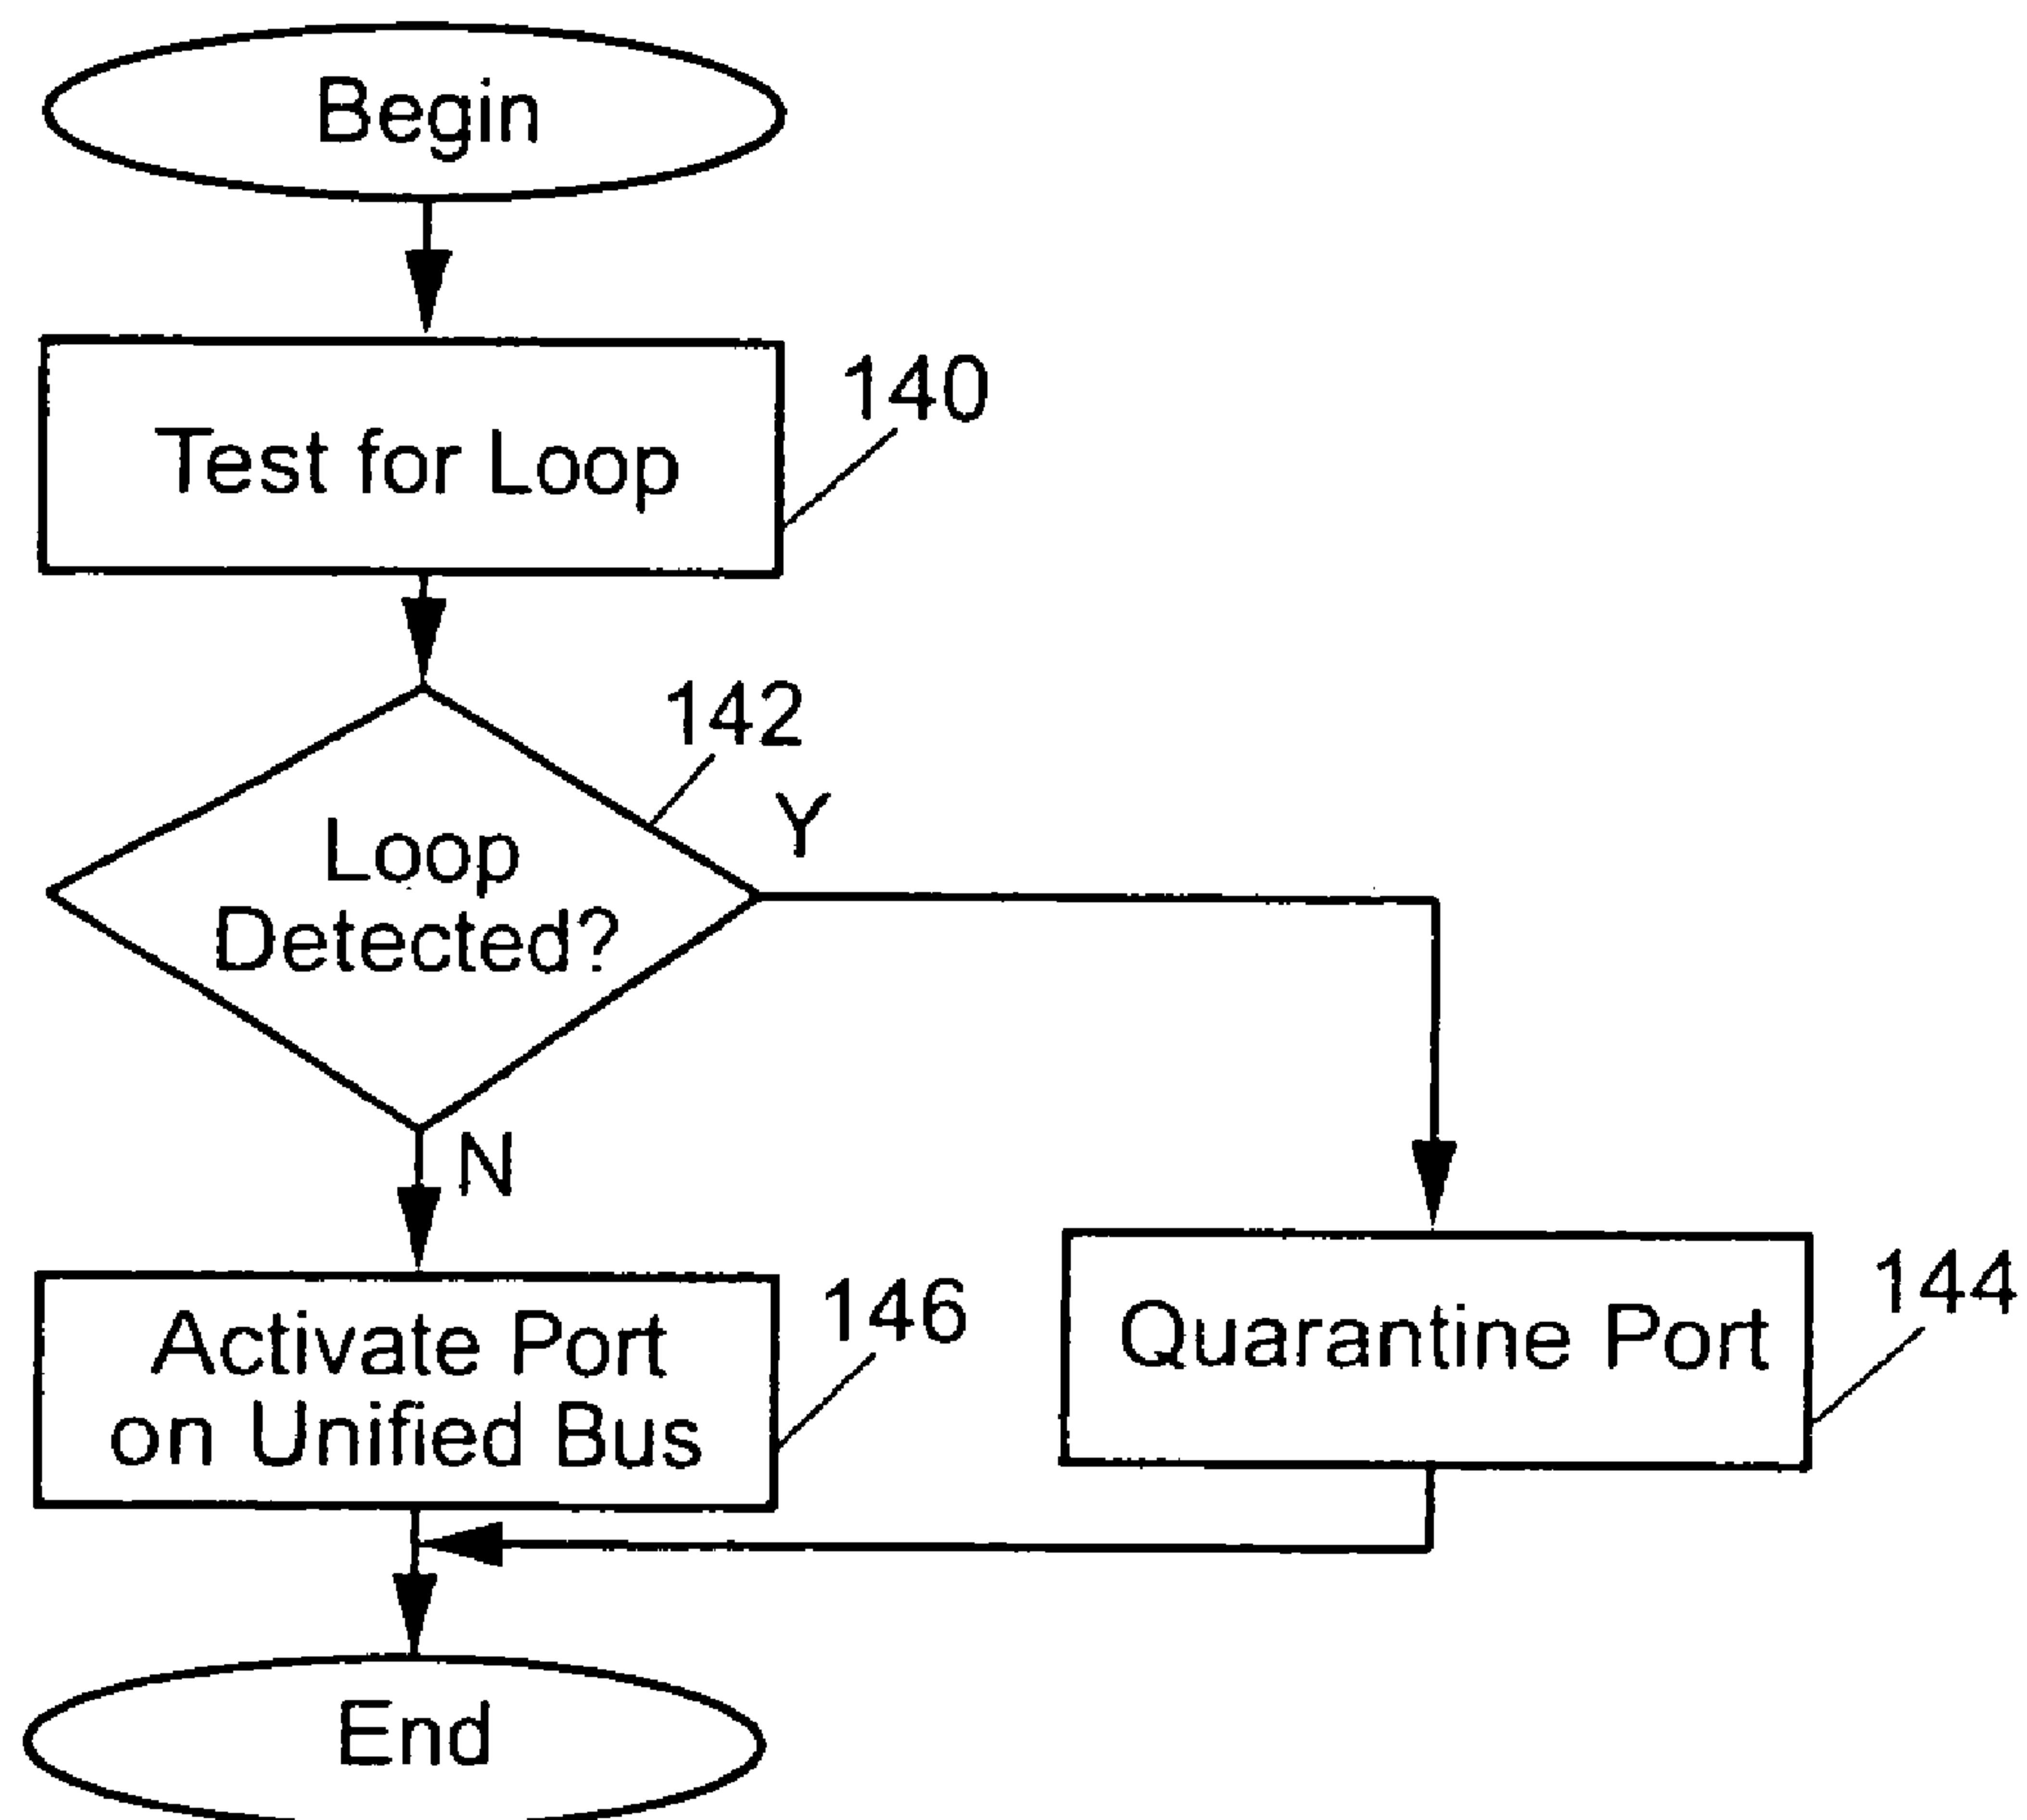 Begin
140
Test for Loop
142
Y
Loop
Detected?
N
146
Activate Port
on Unified Bus
144
Quarantine Port
End